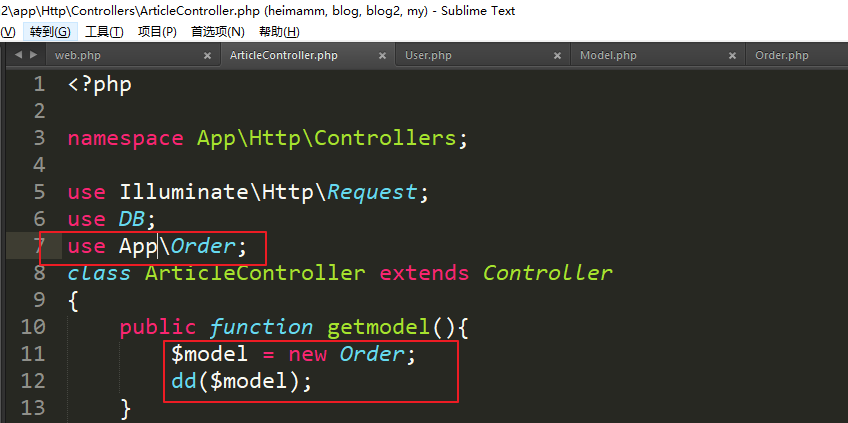 2\app\Http\Controllers\ArticleController.php (heimamm, blog, blog2, my) - Sublime Text
(V) 转到(G) 工具(T) 项目(P) 首选项(N) 帮助(H)
web.php × ArticleController.php × User.php × Model.php × Order.php
1 <?php
2
3 namespace App\Http\Controllers;
4
5 use Illuminate\Http\Request;
6 use DB;
7 use App\Order;
8 class ArticleController extends Controller
9 {
10 public function getmodel(){
11 $model = new Order;
12 dd($model);
13 }